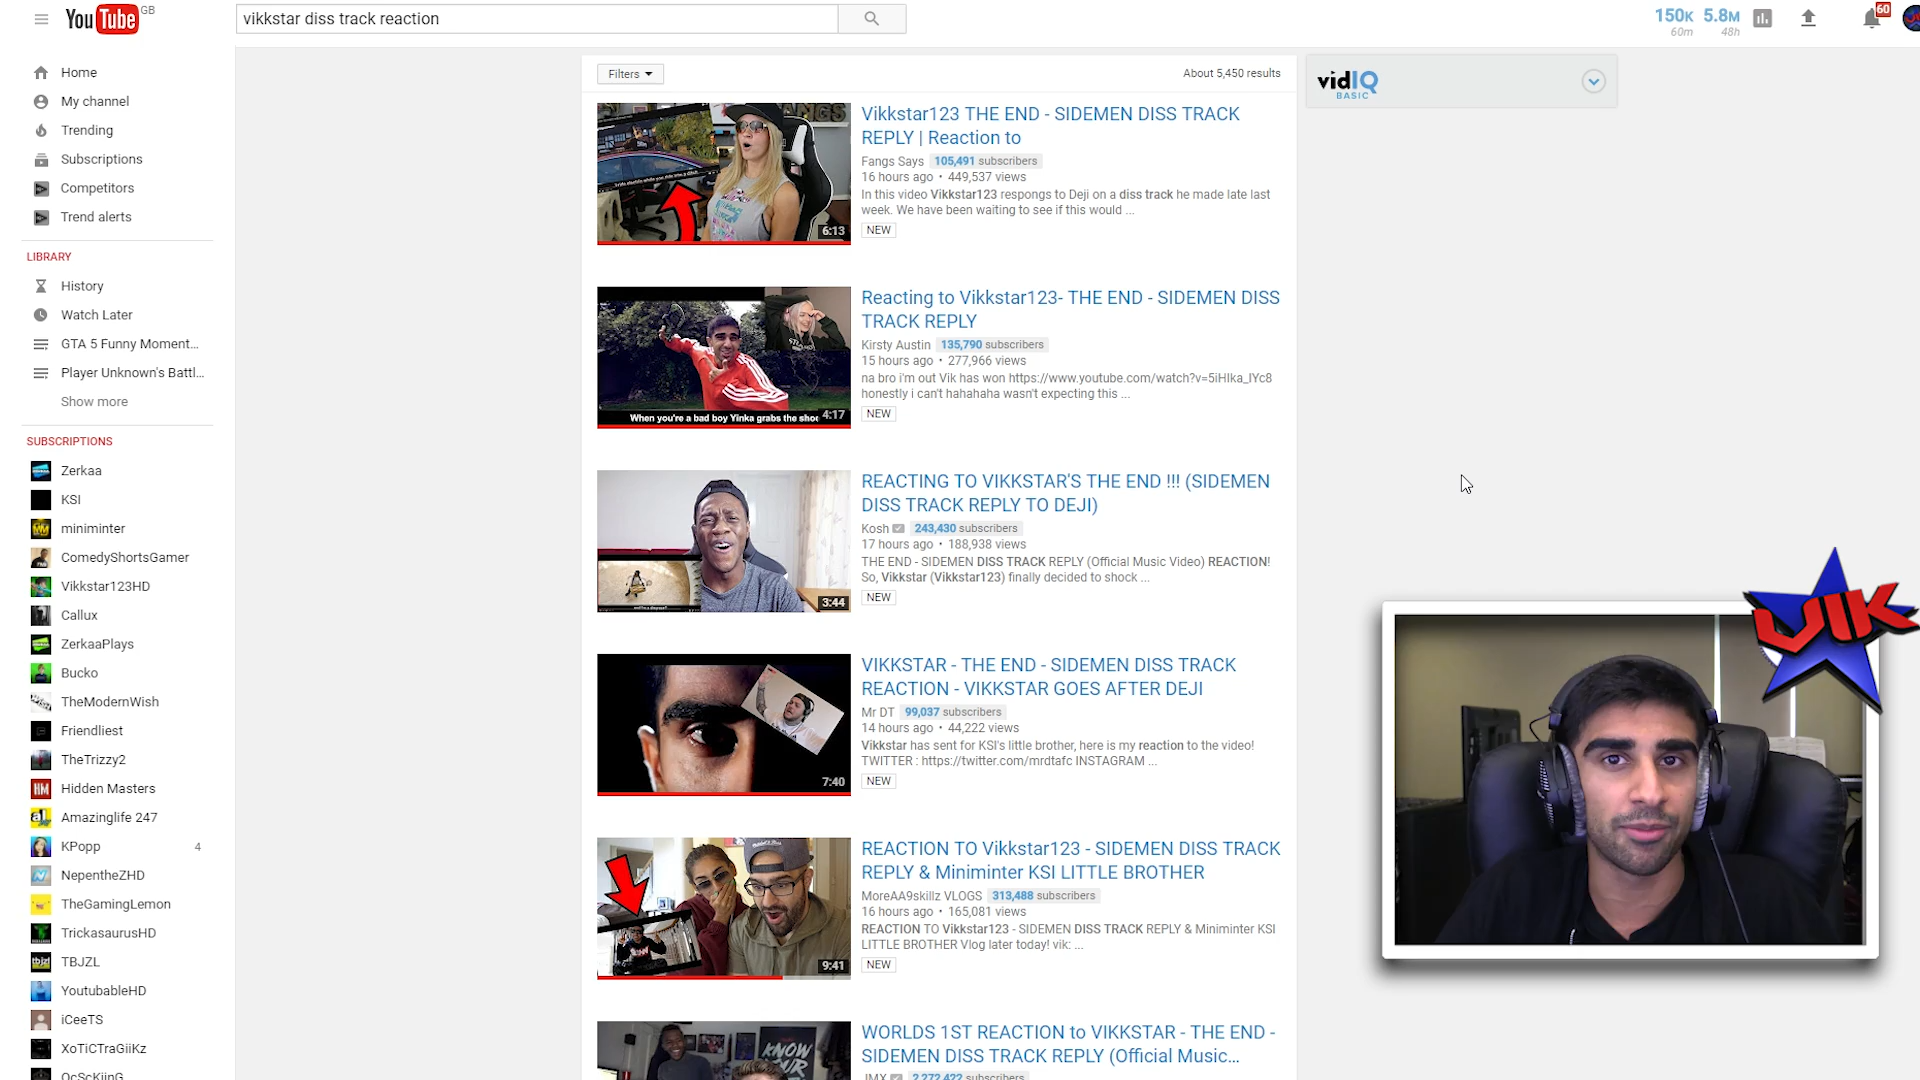 YouTube GB
vikkstar diss track reaction
150K 5.8M
60m 48h
60
Home
My channel
Trending
Subscriptions
Competitors
Trend alerts
LIBRARY
History
Watch Later
GTA 5 Funny Moment...
Player Unknown's Battl...
Show more
SUBSCRIPTIONS
Zerkaa
KSI
miniminter
ComedyShortsGamer
Vikkstar123HD
Callux
ZerkaaPlays
Bucko
TheModernWish
Friendliest
TheTrizzy2
Hidden Masters
Amazinglife 247
KPopp 4
NepentheZHD
TheGamingLemon
TrickasaurusHD
TBJZL
YoutubableHD
iCeeTS
XoTiCTraGiiKz
OcScKiinG
Filters
About 5,450 results
FANGS
6:13
Vikkstar123 THE END - SIDEMEN DISS TRACK
REPLY | Reaction to
Fangs Says 105,491 subscribers
16 hours ago • 449,537 views
In this video Vikkstar123 respongs to Deji on a diss track he made late last
week. We have been waiting to see if this would ...
NEW
When you're a bad boy Yinka grabs the shoe
4:17
Reacting to Vikkstar123- THE END - SIDEMEN DISS
TRACK REPLY
Kirsty Austin 135,790 subscribers
15 hours ago • 277,966 views
na bro i'm out Vik has won https://www.youtube.com/watch?v=5iHIka_IYc8
honestly i can't hahahaha wasn't expecting this ...
NEW
3:44
REACTING TO VIKKSTAR'S THE END !!! (SIDEMEN
DISS TRACK REPLY TO DEJI)
Kosh 243,430 subscribers
17 hours ago • 188,938 views
THE END - SIDEMEN DISS TRACK REPLY (Official Music Video) REACTION!
So, Vikkstar (Vikkstar123) finally decided to shock ...
NEW
7:40
VIKKSTAR - THE END - SIDEMEN DISS TRACK
REACTION - VIKKSTAR GOES AFTER DEJI
Mr DT 99,037 subscribers
14 hours ago • 44,222 views
Vikkstar has sent for KSI's little brother, here is my reaction to the video!
TWITTER : https://twitter.com/mrdtafc INSTAGRAM ...
NEW
9:41
REACTION TO Vikkstar123 - SIDEMEN DISS TRACK
REPLY & Miniminter KSI LITTLE BROTHER
MoreAA9skillz VLOGS 313,488 subscribers
16 hours ago • 165,081 views
REACTION TO Vikkstar123 - SIDEMEN DISS TRACK REPLY & Miniminter KSI
LITTLE BROTHER Vlog later today! vik: ...
NEW
KNOW
WORLDS 1ST REACTION to VIKKSTAR - THE END -
SIDEMEN DISS TRACK REPLY (Official Music...
JMX 2,272,422 subscribers
vidIQ
BASIC
VIK